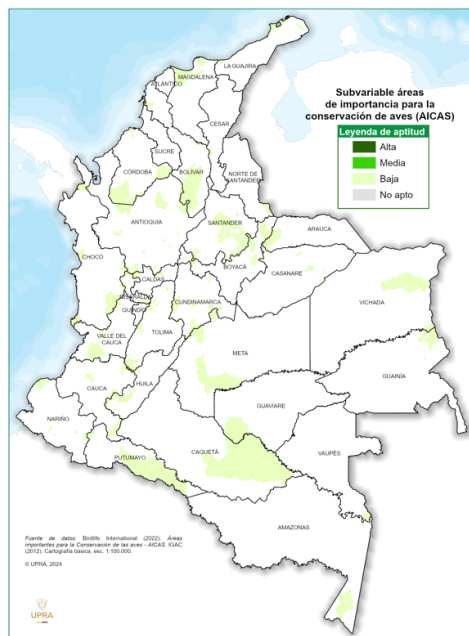 Subvariable áreas
de importancia para la
conservación de aves (AICAS)
Leyenda de aptitud
Alta
Media
Baja
No apto
LA GUAJIRA
MAGDALENA
ATLÁNTICO
CESAR
SUCRE
CÓRDOBA
BOLÍVAR
NORTE DE
SANTANDER
ANTIOQUIA
SANTANDER
ARAUCA
CHOCÓ
BOYACÁ
CASANARE
CALDAS
RISARALDA
QUINDÍO
CUNDINAMARCA
VICHADA
VALLE DEL
CAUCA
TOLIMA
META
GUAINÍA
CAUCA
HUILA
GUAVIARE
NARIÑO
CAQUETÁ
VAUPÉS
PUTUMAYO
AMAZONAS
Fuente de datos: Birdlife International (2022). Áreas
importantes para la Conservación de las aves - AICAS. IGAC
(2012). Cartografía básica, esc. 1:100.000.
© UPRA, 2024
UPRA